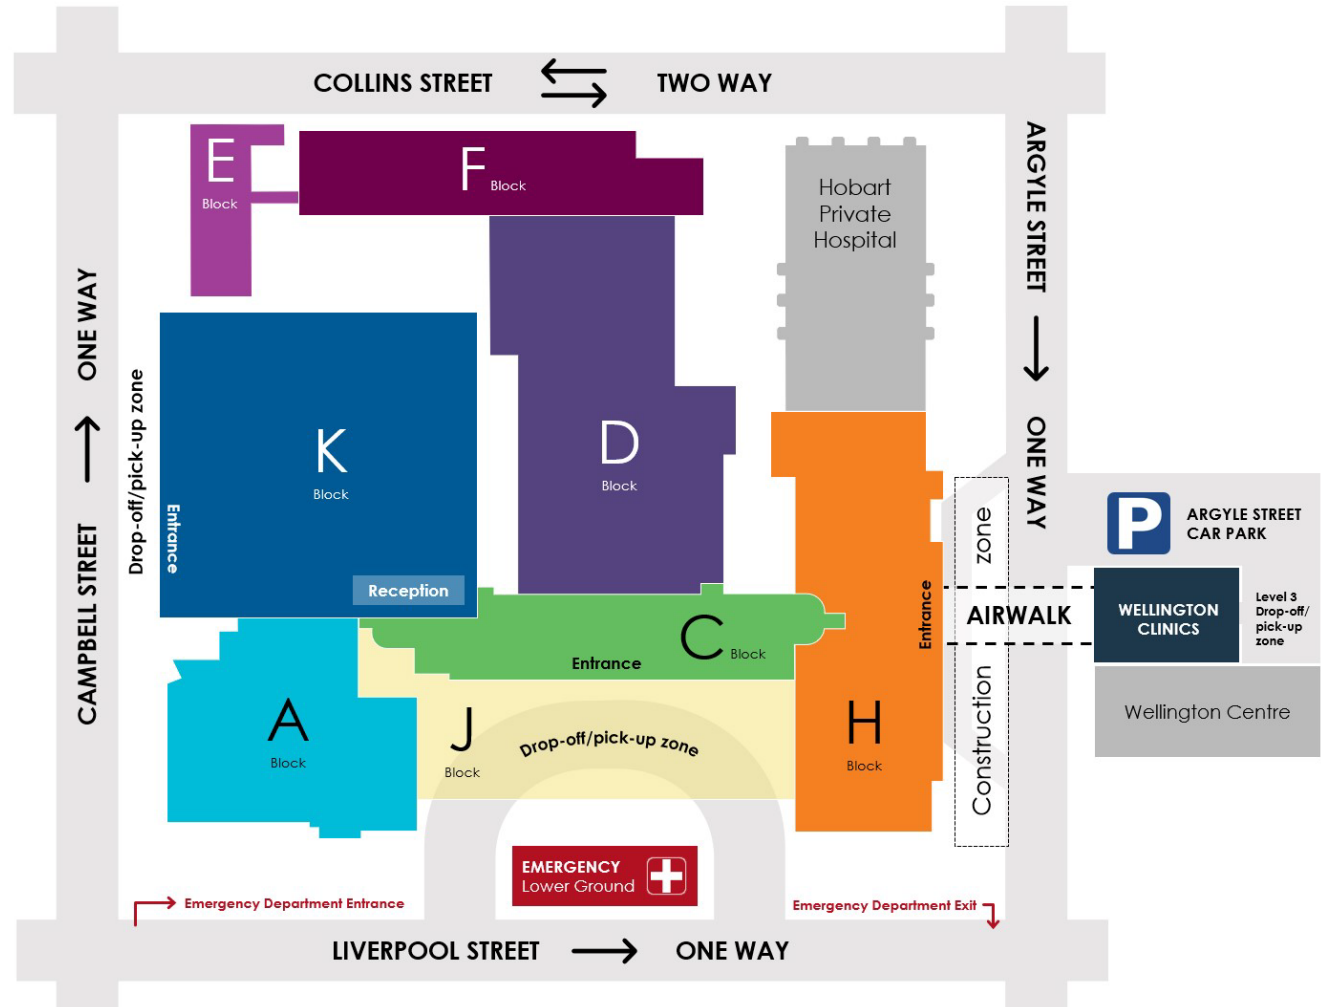 COLLINS STREET
TWO WAY
E
Block
F Block
Hobart
Private
Hospital
ARGYLE STREET
ONE WAY
CAMPBELL STREET
ONE WAY
Drop-off/pick-up zone
K
Block
Entrance
Reception
D
Block
zone
Construction
P
ARGYLE STREET
CAR PARK
Entrance
AIRWALK
WELLINGTON
CLINICS
Level 3
Drop-off/
pick-up
zone
C Block
Entrance
Wellington Centre
A
Block
J
Block
Drop-off/pick-up zone
H
Block
EMERGENCY
Lower Ground
Emergency Department Entrance
Emergency Department Exit
LIVERPOOL STREET
ONE WAY